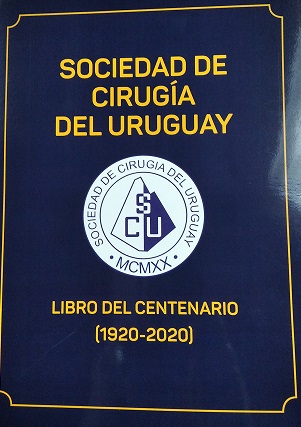 SOCIEDAD DE
CIRUGÍA
DEL URUGUAY
SOCIEDAD DE CIRUGIA DEL URUGUAY
S
C U
• MCMXX •
LIBRO DEL CENTENARIO
(1920-2020)